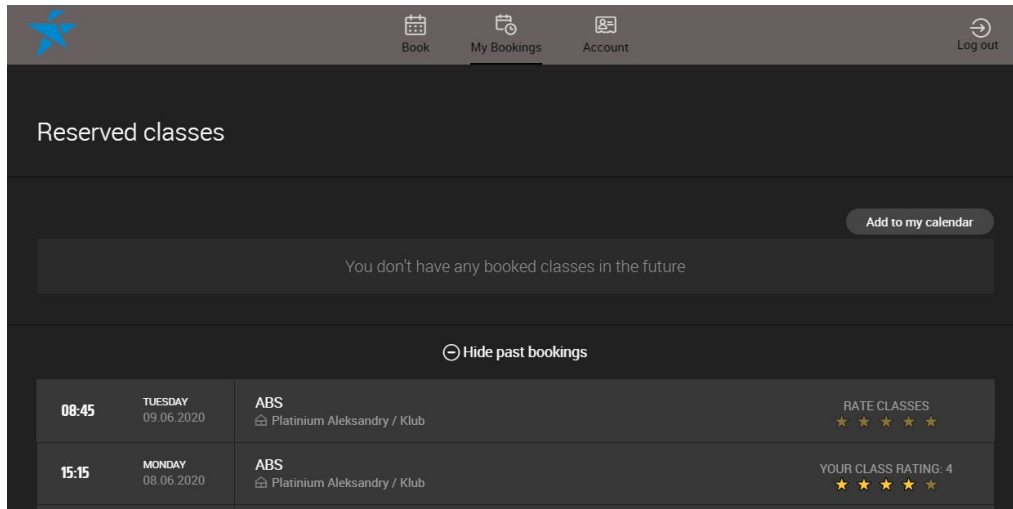 Book My Bookings Account Log out
Reserved classes
Add to my calendar
You don't have any booked classes in the future
Hide past bookings
08:45
TUESDAY
09.06.2020
ABS
Platinium Aleksandry / Klub
RATE CLASSES
15:15
MONDAY
08.06.2020
ABS
Platinium Aleksandry / Klub
YOUR CLASS RATING: 4